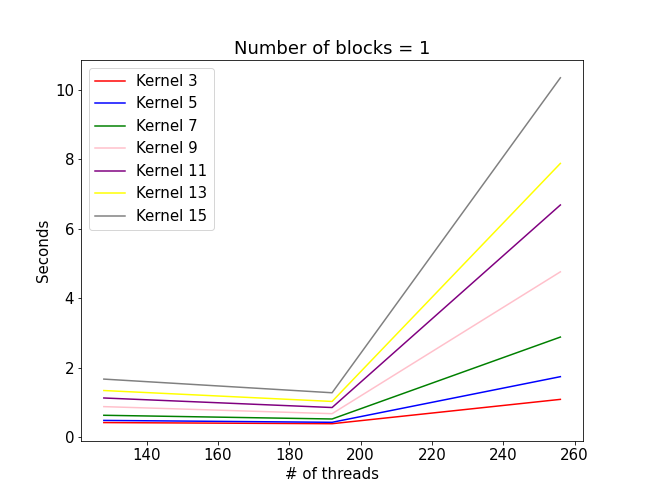 Number of blocks = 1
Kernel 3
Kernel 5
Kernel 7
Kernel 9
Kernel 11
Kernel 13
Kernel 15
Seconds
10
8
6
4
2
0
140 160 180 200 220 240 260
# of threads